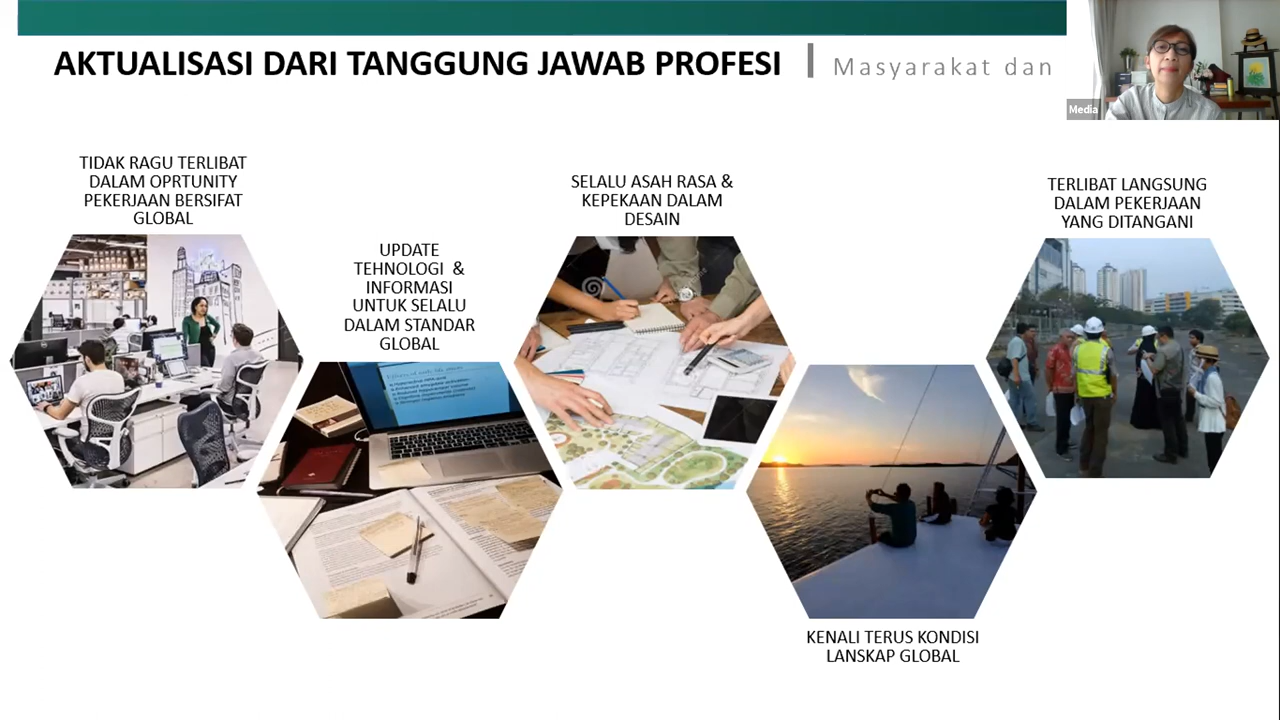 AKTUALISASI DARI TANGGUNG JAWAB PROFESI
Masyarakat dan
Media
TIDAK RAGU TERLIBAT
DALAM OPRTUNITY
PEKERJAAN BERSIFAT
GLOBAL
UPDATE
TEHNOLOGI &
INFORMASI
UNTUK SELALU
DALAM STANDAR
GLOBAL
SELALU ASAH RASA &
KEPEKAAN DALAM
DESAIN
KENALI TERUS KONDISI
LANSKAP GLOBAL
TERLIBAT LANGSUNG
DALAM PEKERJAAN
YANG DITANGANI